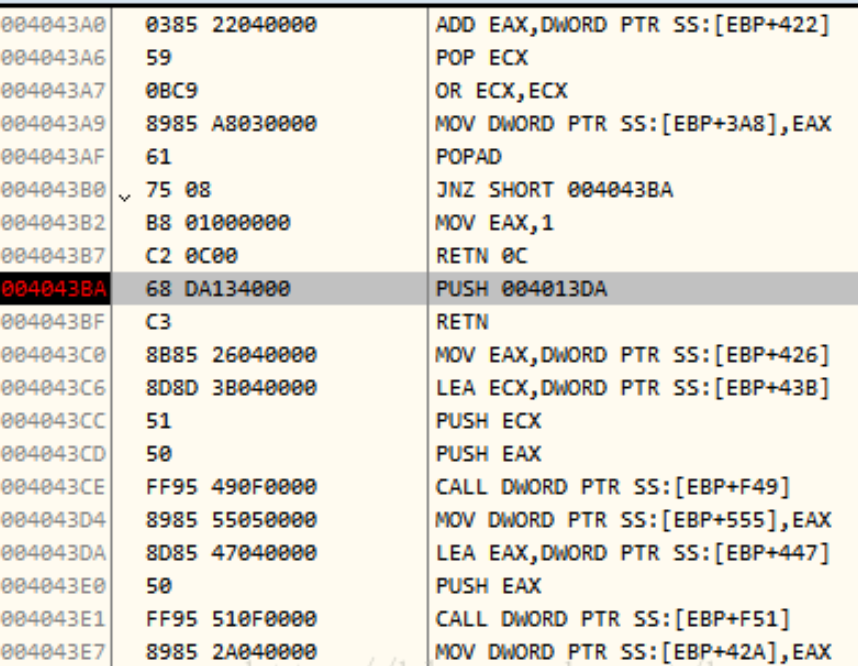 004043A0 0385 22040000 ADD EAX,DWORD PTR SS:[EBP+422]
004043A6 59 POP ECX
004043A7 0BC9 OR ECX,ECX
004043A9 8985 A8030000 MOV DWORD PTR SS:[EBP+3A8],EAX
004043AF 61 POPAD
004043B0 75 08 JNZ SHORT 004043BA
004043B2 B8 01000000 MOV EAX,1
004043B7 C2 0C00 RETN 0C
004043BA 68 DA134000 PUSH 004013DA
004043BF C3 RETN
004043C0 8B85 26040000 MOV EAX,DWORD PTR SS:[EBP+426]
004043C6 8D8D 3B040000 LEA ECX,DWORD PTR SS:[EBP+43B]
004043CC 51 PUSH ECX
004043CD 50 PUSH EAX
004043CE FF95 490F0000 CALL DWORD PTR SS:[EBP+F49]
004043D4 8985 55050000 MOV DWORD PTR SS:[EBP+555],EAX
004043DA 8D85 47040000 LEA EAX,DWORD PTR SS:[EBP+447]
004043E0 50 PUSH EAX
004043E1 FF95 510F0000 CALL DWORD PTR SS:[EBP+F51]
004043E7 8985 2A040000 MOV DWORD PTR SS:[EBP+42A],EAX